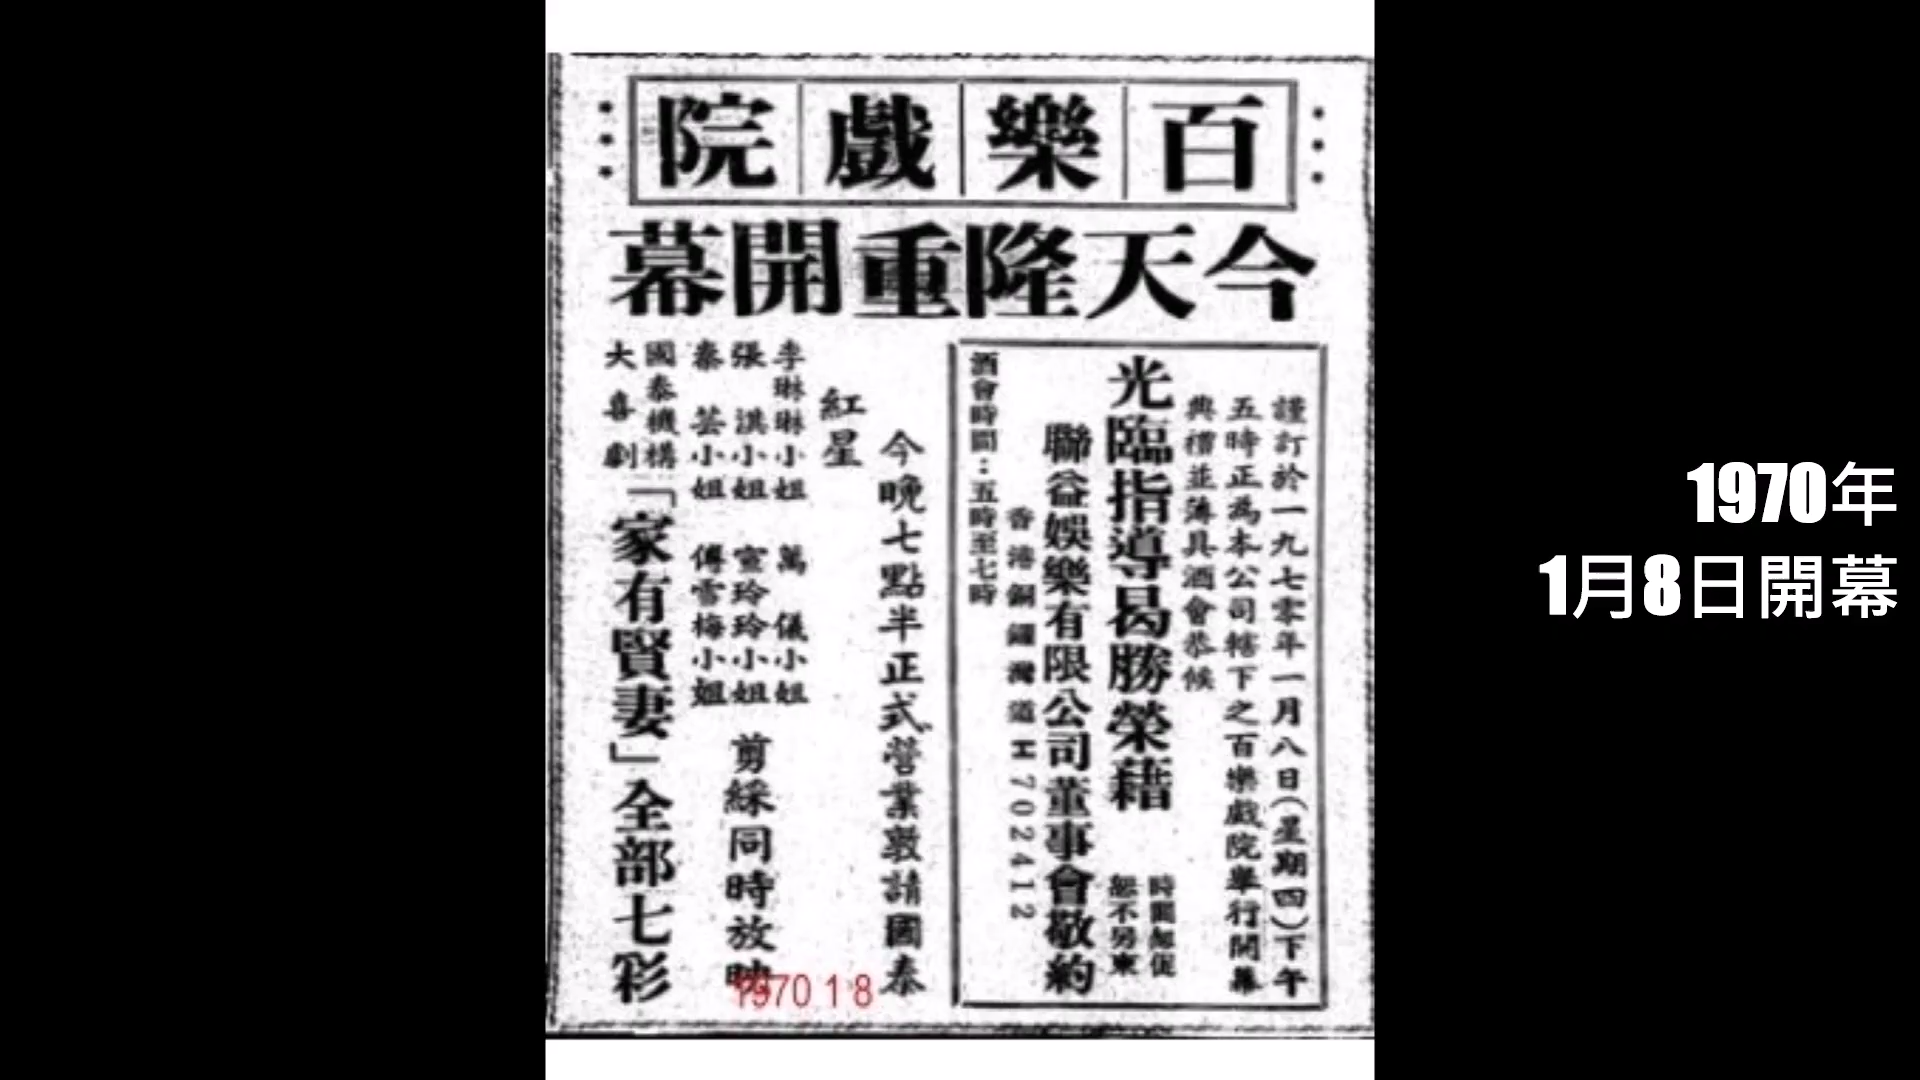 百樂戲院
今天隆重開幕
謹訂於一九七零年一月八日(星期四)下午
五時正為本公司轄下之百樂戲院舉行開幕
典禮並薄具酒會恭候
光臨指導曷勝榮藉
時間無促
恕不另柬
聯益娛樂有限公司董事會敬約
香港銅鑼灣道H702412
酒會時間：五時至七時
今晚七點半正式營業敦請國泰
紅星
李琳琳小姐 萬儀小姐
張淇小姐 玲玲小姐
秦芸小姐 傅雪梅小姐
剪綵同時放映
國泰機構
大喜劇
「家有賢妻」全部七彩
1970 1 8
1970年
1月8日開幕